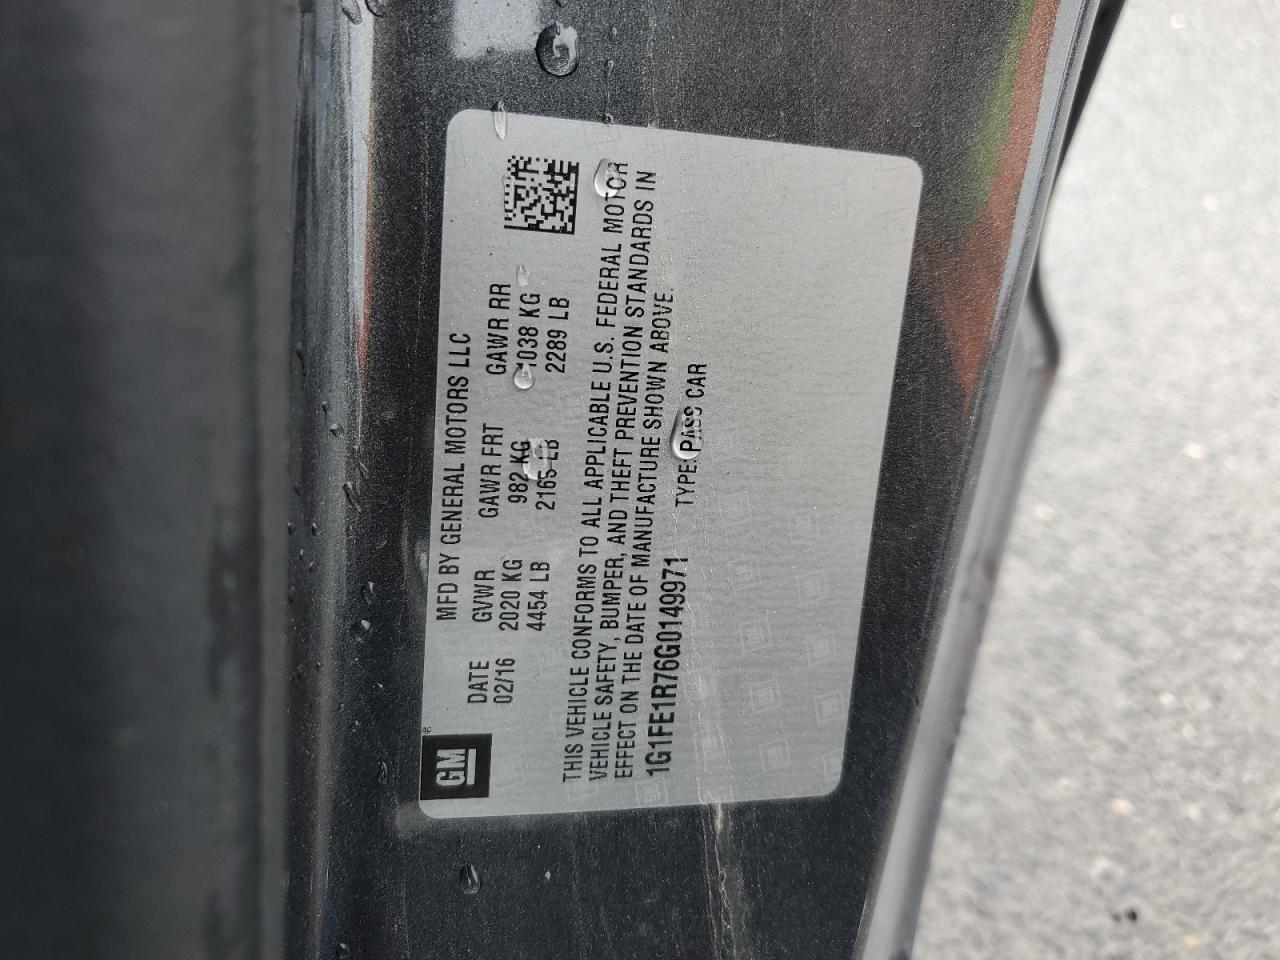 GM®
MFD BY GENERAL MOTORS LLC
DATE GVWR GAWR FRT GAWR RR
02/16 2020 KG 982 KG 1038 KG
4454 LB 2165 LB 2289 LB
THIS VEHICLE CONFORMS TO ALL APPLICABLE U.S. FEDERAL MOTOR
VEHICLE SAFETY, BUMPER, AND THEFT PREVENTION STANDARDS IN
EFFECT ON THE DATE OF MANUFACTURE SHOWN ABOVE.
1G1FE1R76G0149971 TYPE: PASS CAR